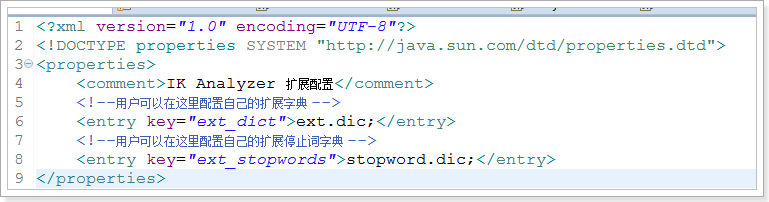 1 <?xml version="1.0" encoding="UTF-8"?>
2 <!DOCTYPE properties SYSTEM "http://java.sun.com/dtd/properties.dtd">
3 <properties>
4 <comment>IK Analyzer 扩展配置</comment>
5 <!--用户可以在这里配置自己的扩展字典 -->
6 <entry key="ext_dict">ext.dic;</entry>
7 <!--用户可以在这里配置自己的扩展停止词字典 -->
8 <entry key="ext_stopwords">stopword.dic;</entry>
9 </properties>